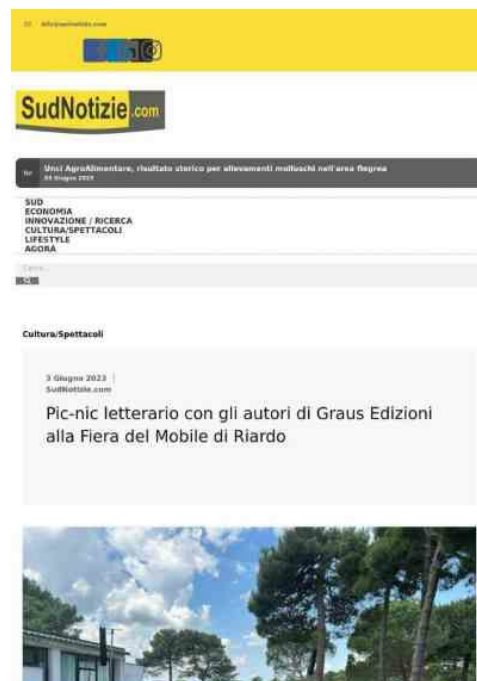 SudNotizie.com
Unci AgroAlimentare, risultato storico per allevamenti molluschi nell'area flegrea
SUD
ECONOMIA
INNOVAZIONE / RICERCA
CULTURA/SPETTACOLI
LIFESTYLE
AGORÀ
Cerca...
Cultura/Spettacoli
3 Giugno 2023
SudNotizie.com
Pic-nic letterario con gli autori di Graus Edizioni
alla Fiera del Mobile di Riardo